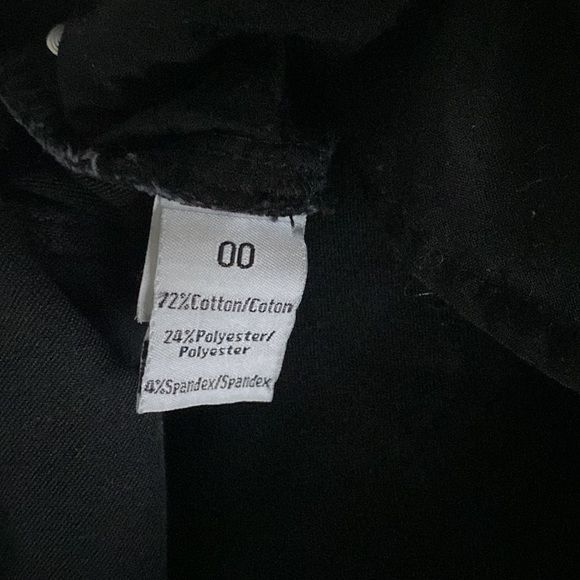 00
72%Cotton/Coton
24%Polyester/
Polyester
4%Spandex/Spandex